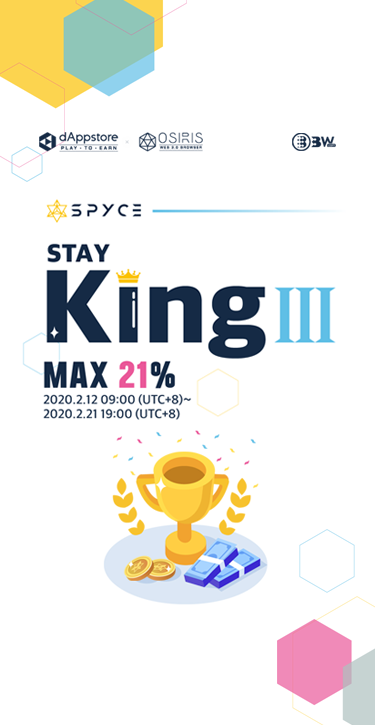 dAppstore
PLAY · TO · EARN
OSIRIS
WEB 3.0 BROWSER
BW
SPYCE
STAY
King III
MAX 21%
2020.2.12 09:00 (UTC+8)~
2020.2.21 19:00 (UTC+8)